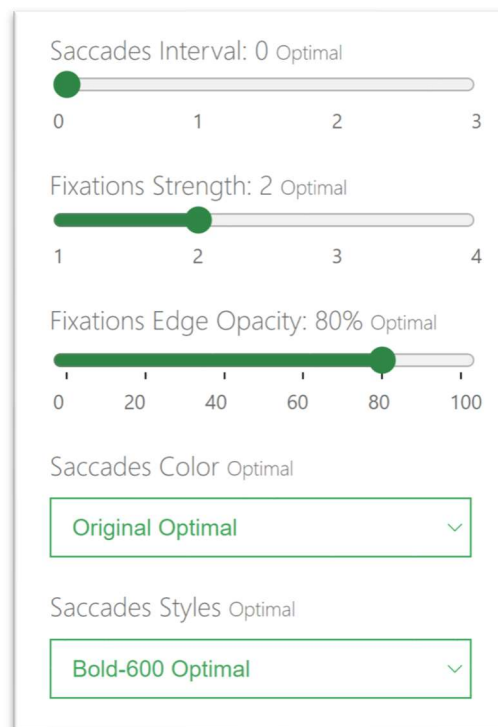 Saccades Interval: 0 Optimal
0 1 2 3
Fixations Strength: 2 Optimal
1 2 3 4
Fixations Edge Opacity: 80% Optimal
0 20 40 60 80 100
Saccades Color Optimal
Original Optimal
Saccades Styles Optimal
Bold-600 Optimal